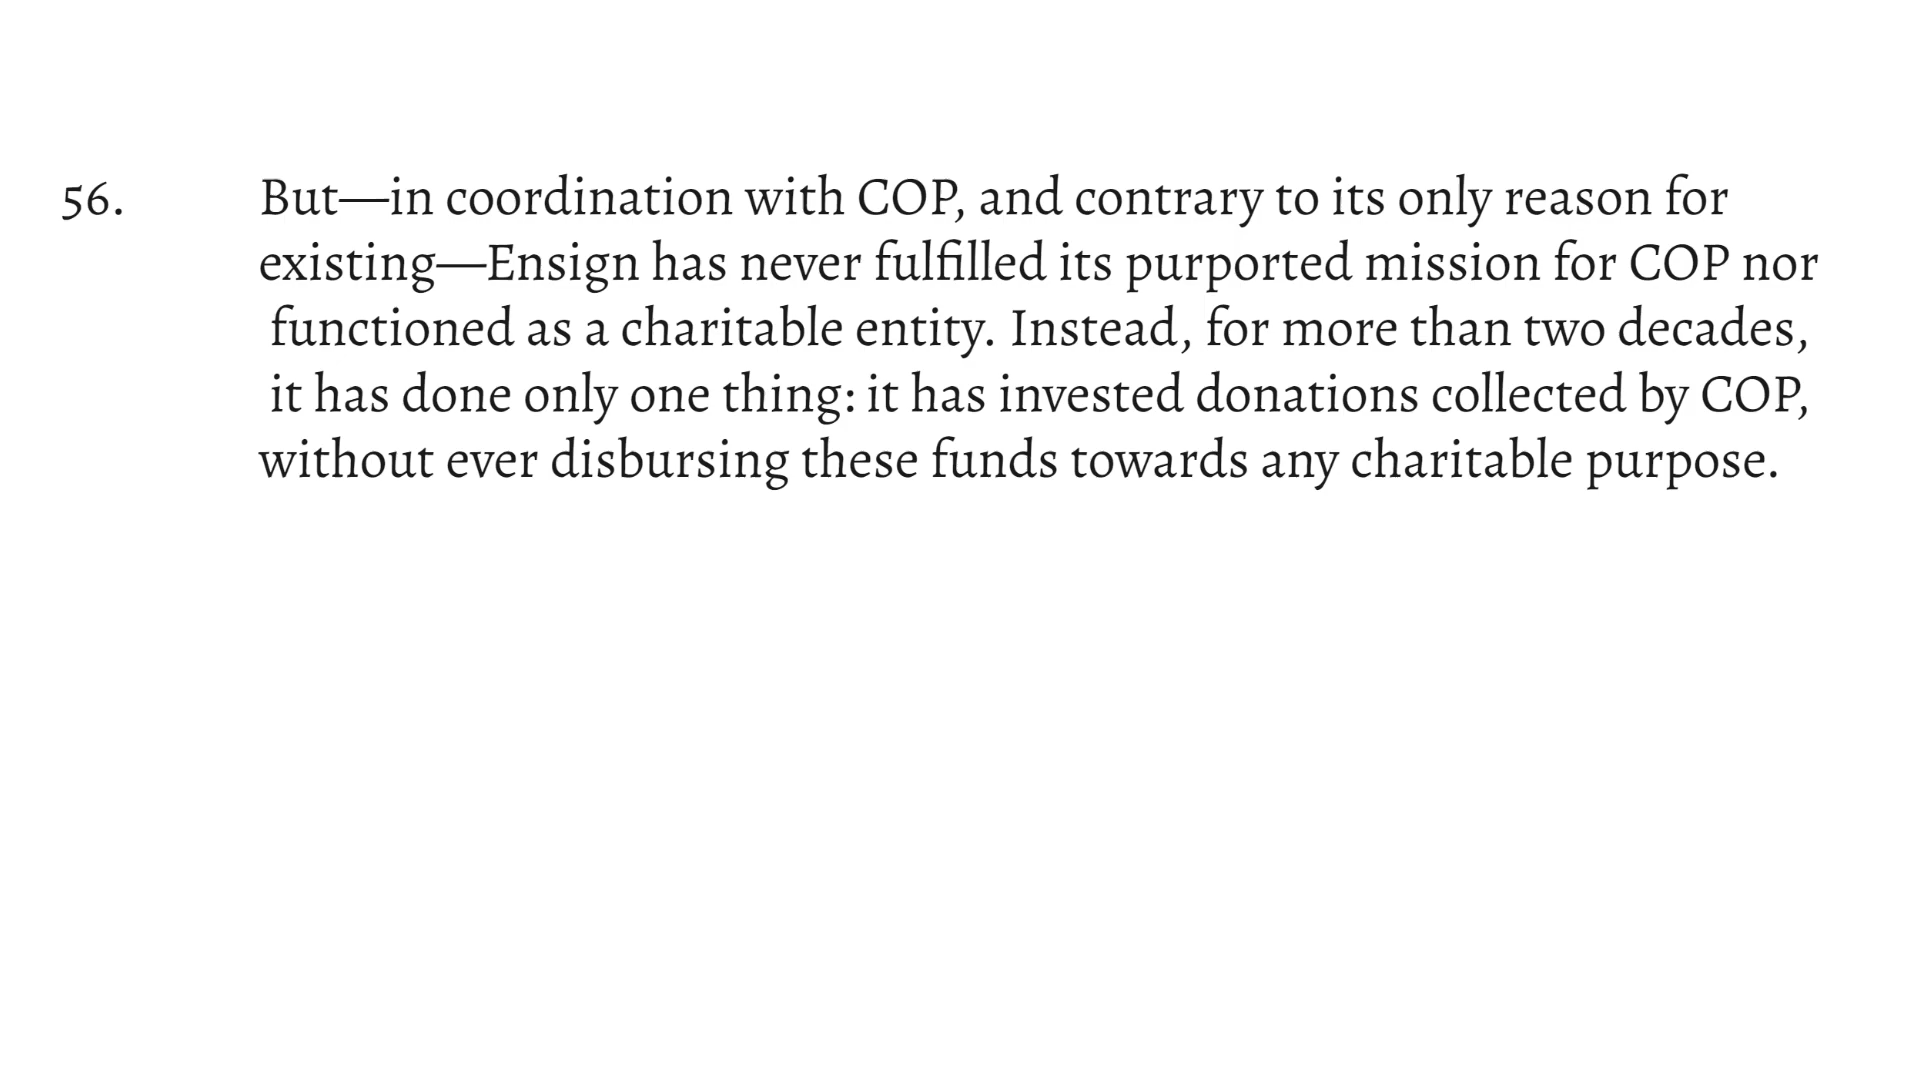 56. But—in coordination with COP, and contrary to its only reason for
existing—Ensign has never fulfilled its purported mission for COP nor
functioned as a charitable entity. Instead, for more than two decades,
it has done only one thing: it has invested donations collected by COP,
without ever disbursing these funds towards any charitable purpose.